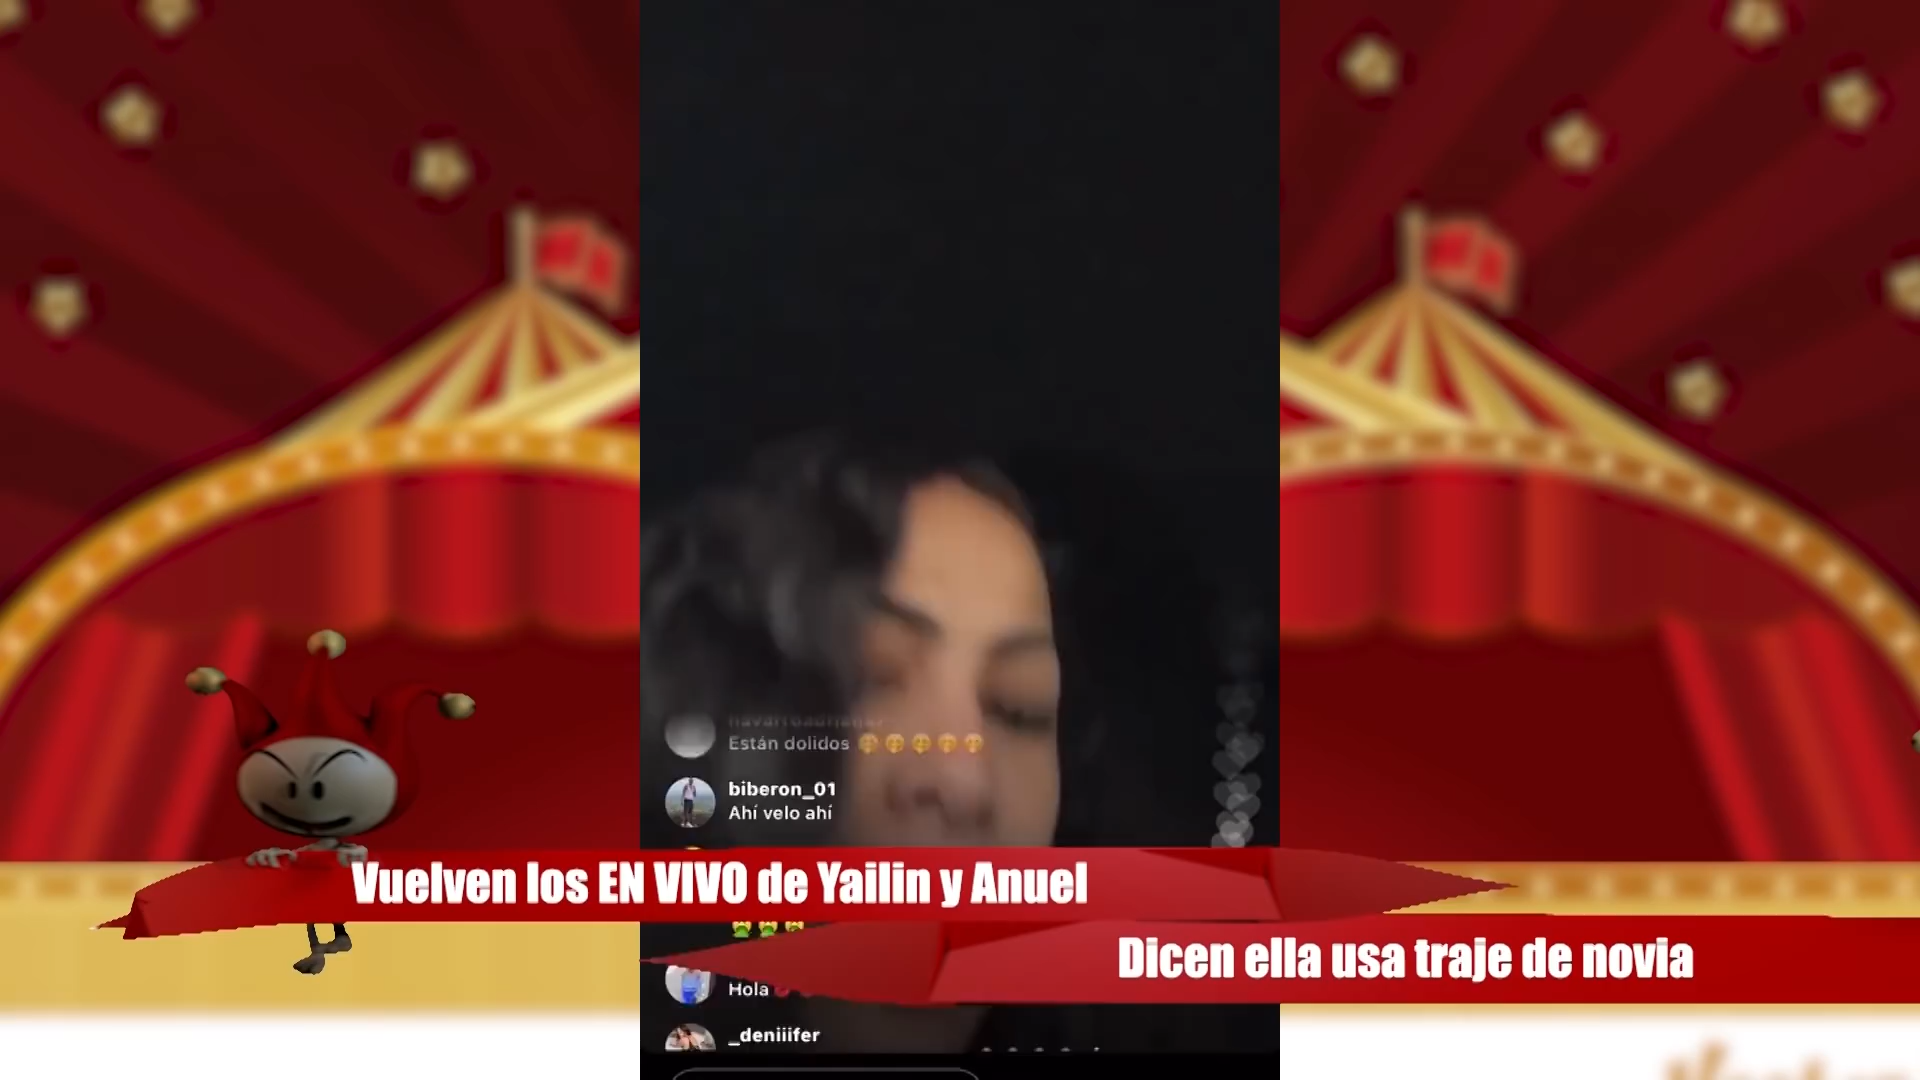 Están dolidos
biberon_01
Ahí velo ahí
Vuelven los EN VIVO de Yailin y Anuel
Dicen ella usa traje de novia
Hola
_deniiifer